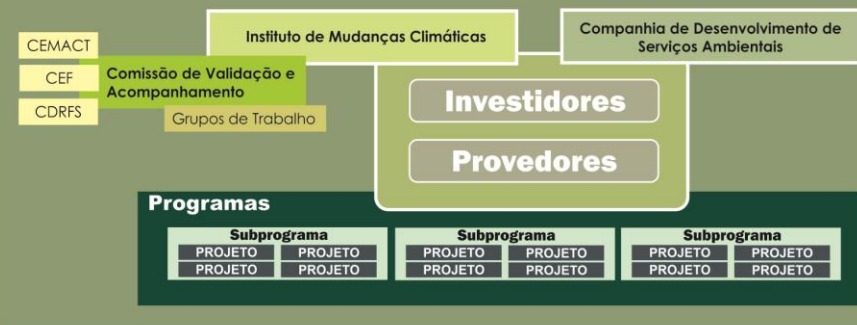 Instituto de Mudanças Climáticas
Companhia de Desenvolvimento de
Serviços Ambientais
CEMACT
CEF
CDRFS
Comissão de Validação e
Acompanhamento
Grupos de Trabalho
Investidores
Provedores
Programas
Subprograma
PROJETO PROJETO
PROJETO PROJETO
Subprograma
PROJETO PROJETO
PROJETO PROJETO
Subprograma
PROJETO PROJETO
PROJETO PROJETO